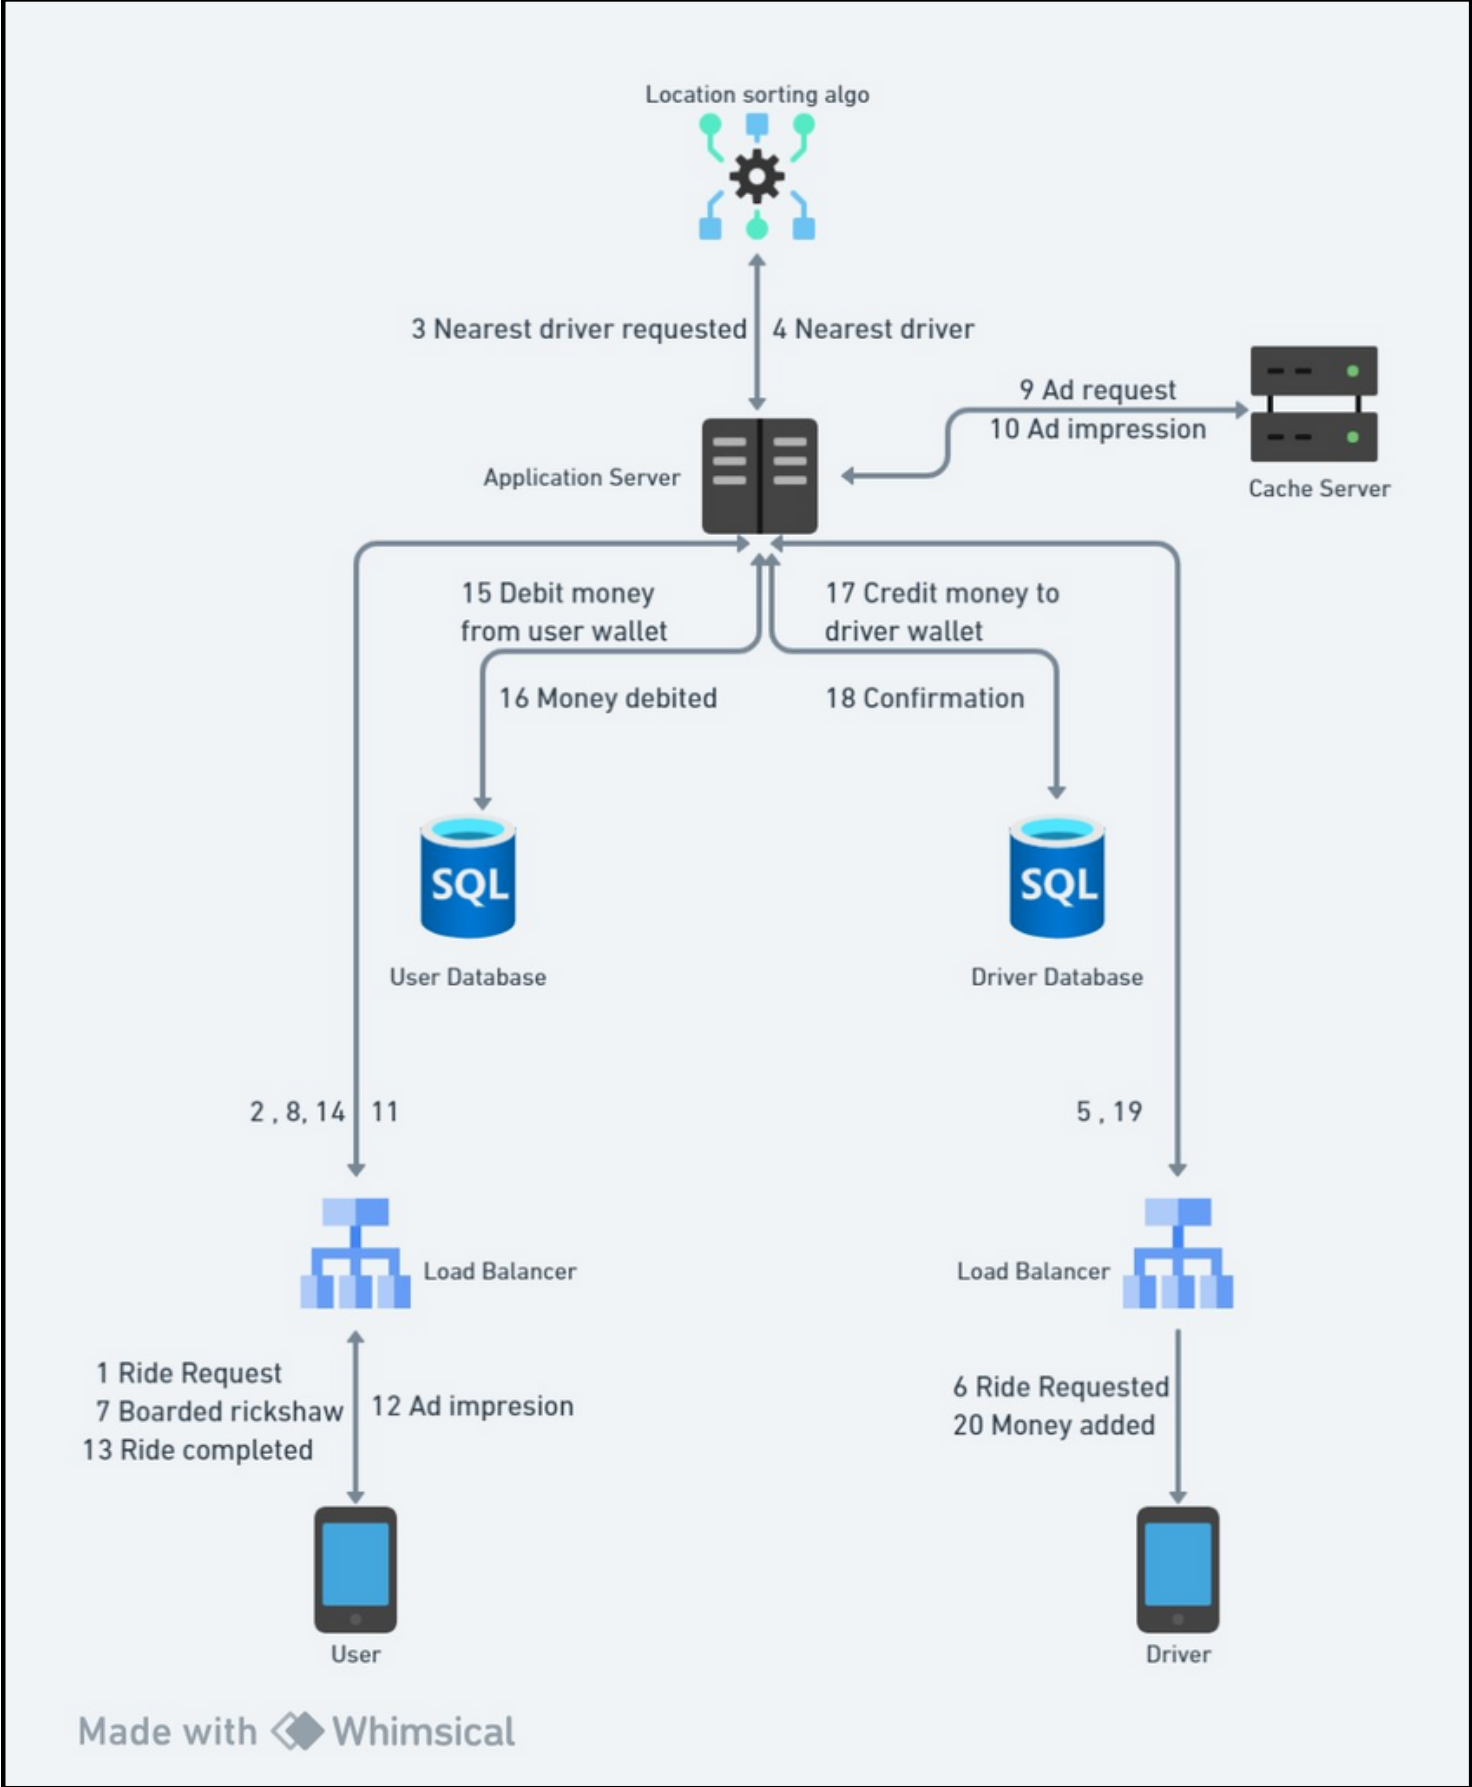 Location sorting algo
3 Nearest driver requested
4 Nearest driver
9 Ad request
10 Ad impression
Application Server
Cache Server
15 Debit money
from user wallet
17 Credit money to
driver wallet
16 Money debited
18 Confirmation
SQL
SQL
User Database
Driver Database
2 , 8, 14
11
5 , 19
Load Balancer
Load Balancer
1 Ride Request
7 Boarded rickshaw
13 Ride completed
12 Ad impresion
6 Ride Requested
20 Money added
User
Driver
Made with Whimsical